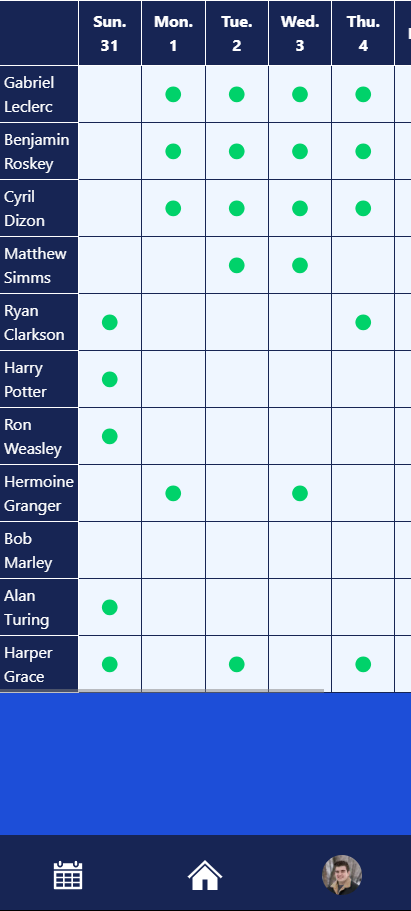 Sun. Mon. Tue. Wed. Thu.
31 1 2 3 4
Gabriel
Leclerc
Benjamin
Roskey
Cyril
Dizon
Matthew
Simms
Ryan
Clarkson
Harry
Potter
Ron
Weasley
Hermoine
Granger
Bob
Marley
Alan
Turing
Harper
Grace